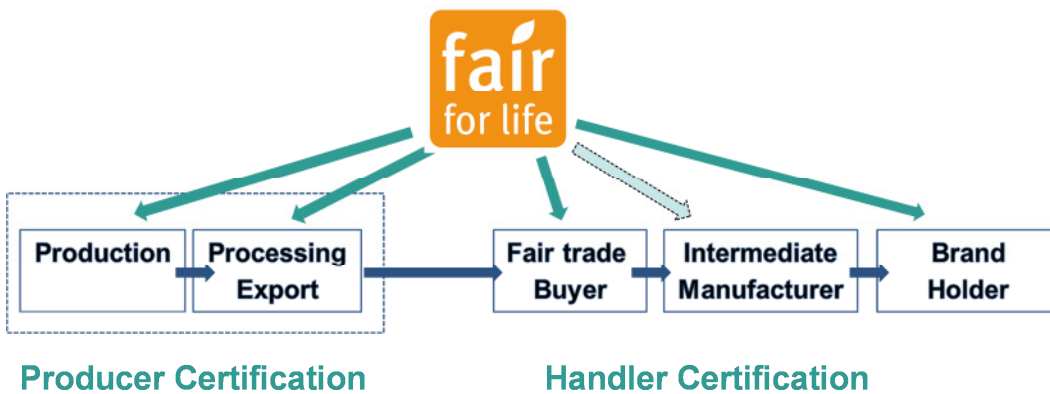 fair
for life
Production
Processing
Export
Fair trade
Buyer
Intermediate
Manufacturer
Brand
Holder
Producer Certification
Handler Certification